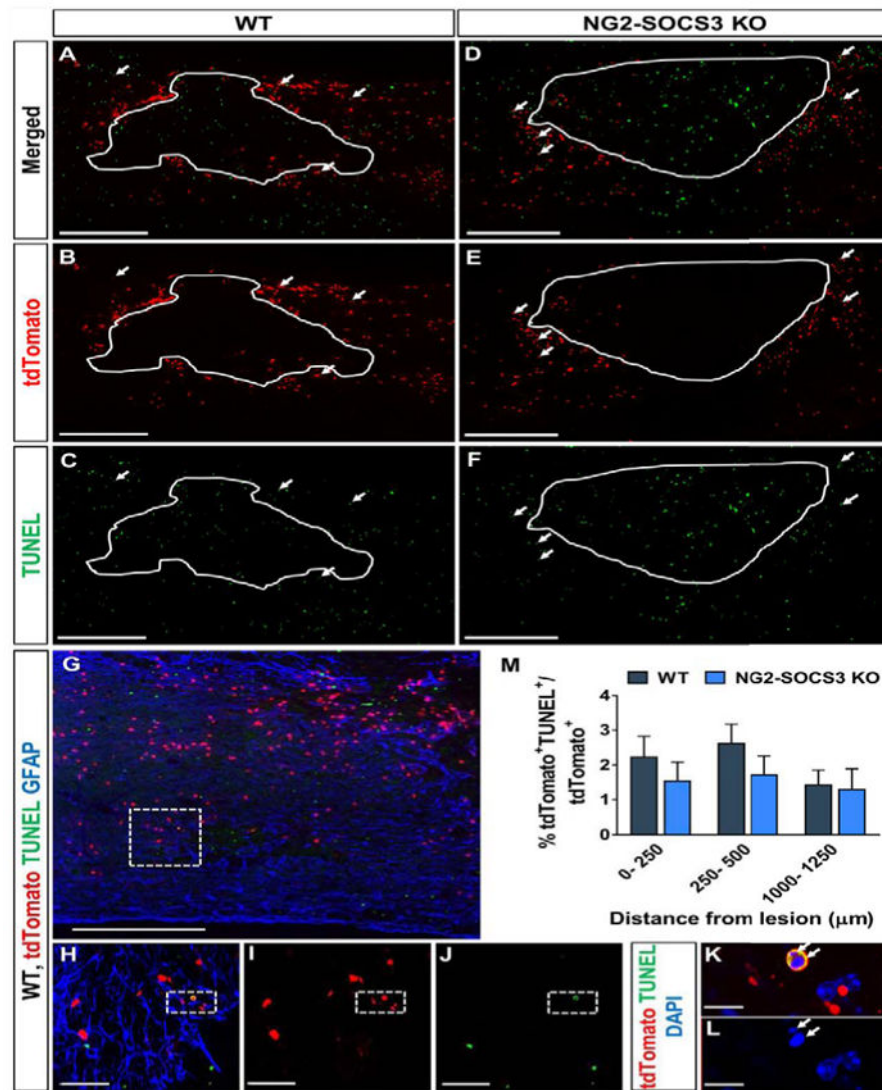 WT
NG2-SOCS3 KO
Merged
A
D
tdTomato
B
E
TUNEL
C
F
WT, tdTomato TUNEL GFAP
G
M
WT NG2-SOCS3 KO
% tdTomato⁺TUNEL⁺/
tdTomato⁺
4
3
2
1
0
0- 250
250- 500
1000- 1250
Distance from lesion (µm)
H
I
J
tdTomato TUNEL
DAPI
K
L